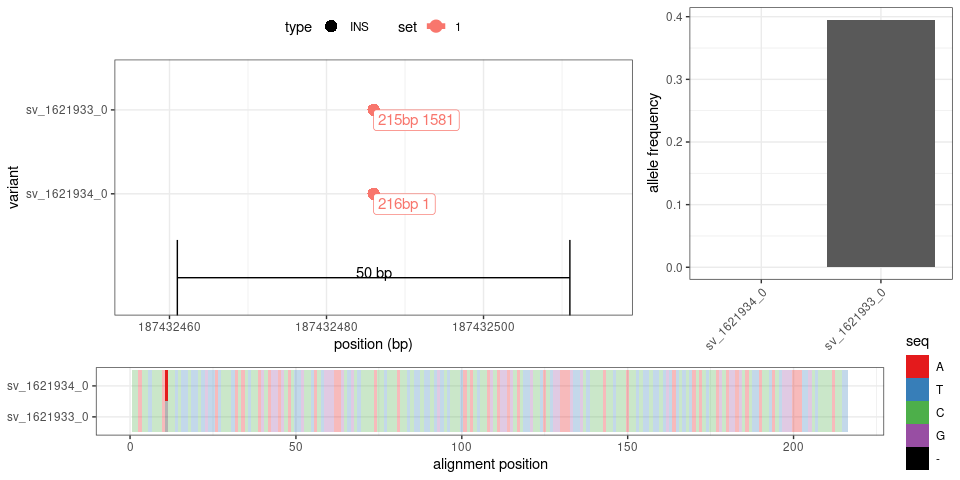 type INS set 1
variant
sv_1621933_0
sv_1621934_0
215bp 1581
216bp 1
50 bp
187432460 187432480 187432500
position (bp)
allele frequency
0.4
0.3
0.2
0.1
0.0
sv_1621934_0
sv_1621933_0
sv_1621934_0
sv_1621933_0
0 50 100 150 200
alignment position
seq
A
T
C
G
-